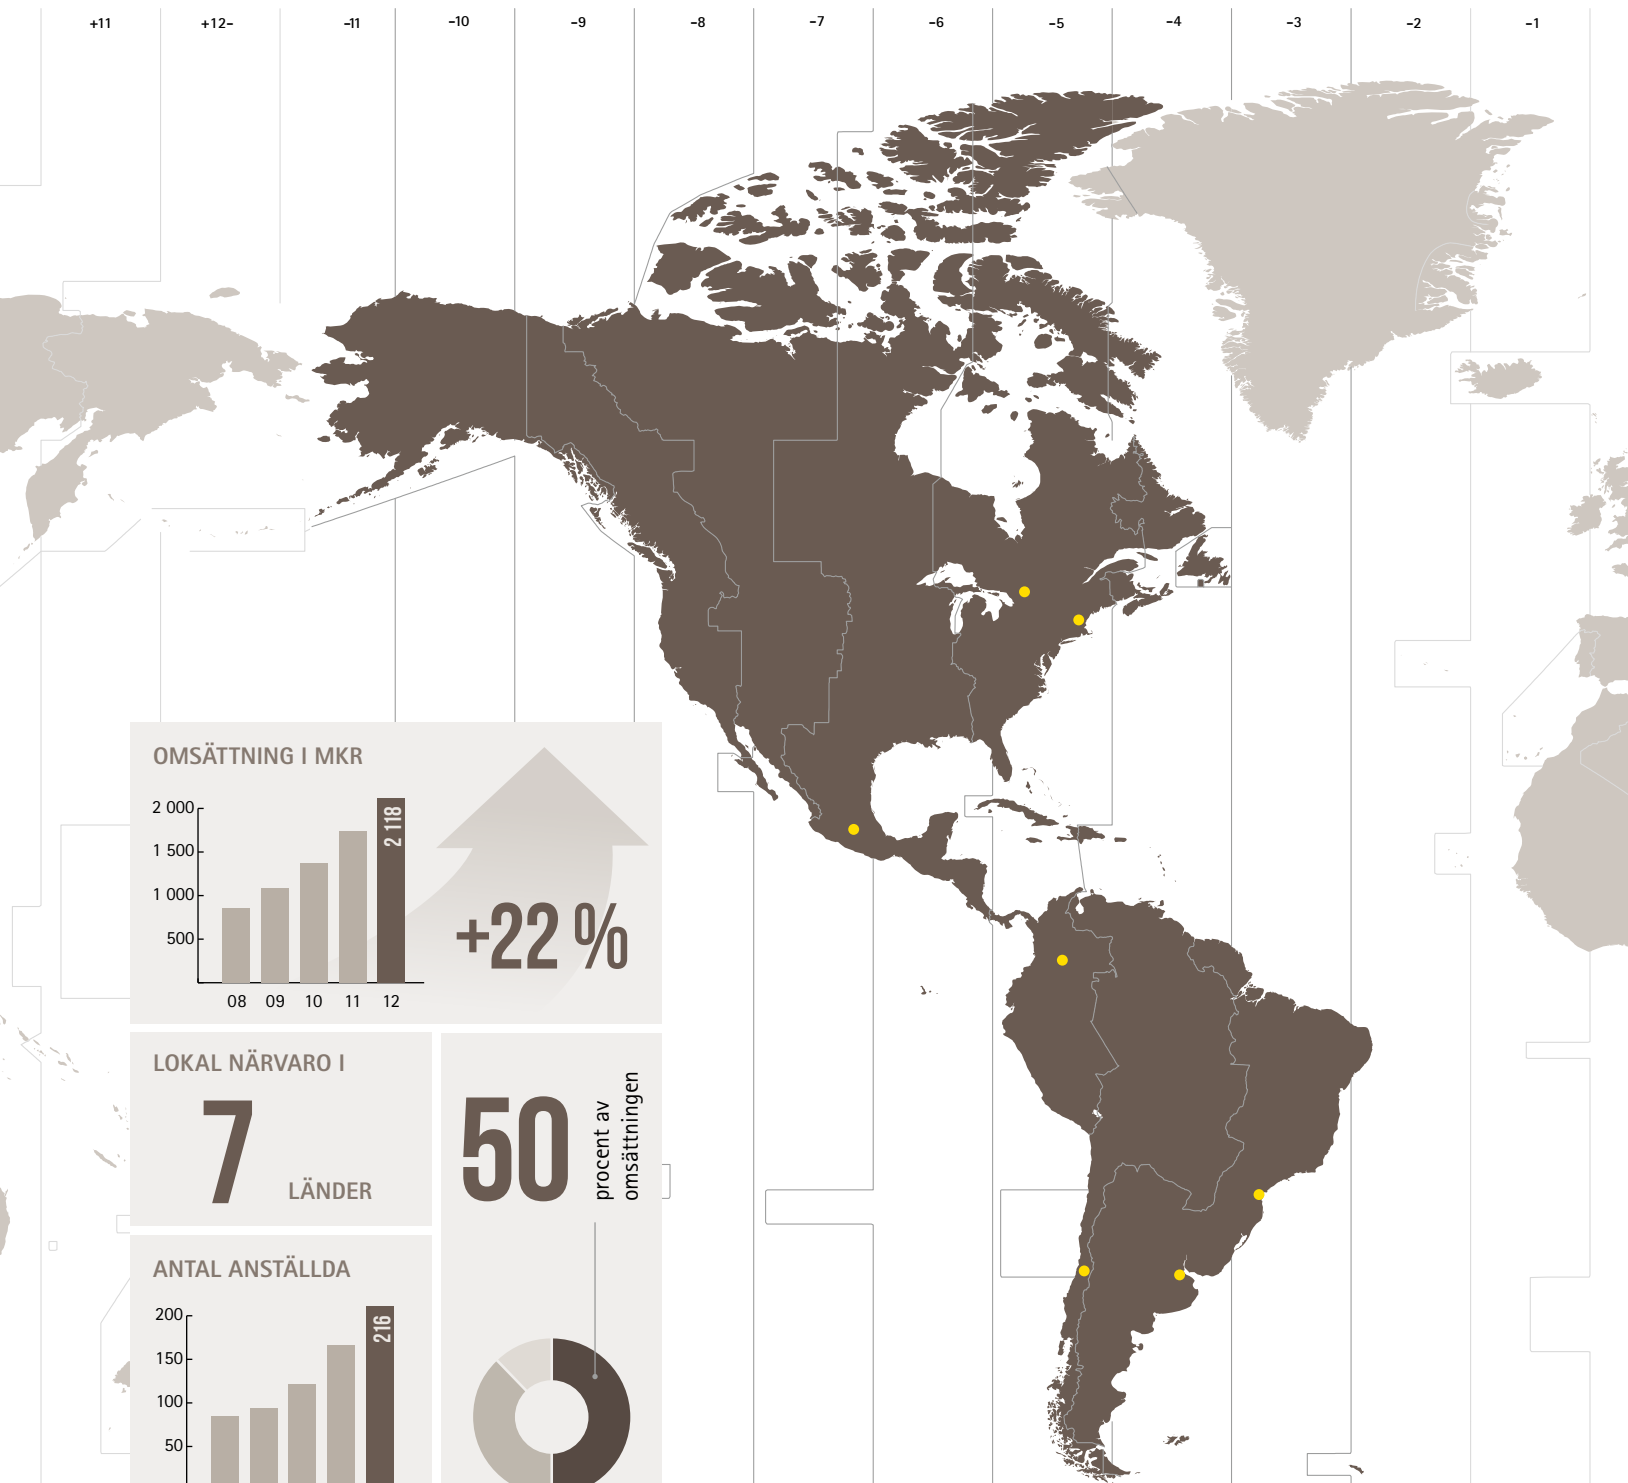 +11 +12– –11 –10 –9 –8 –7 –6 –5 –4 –3 –2 –1
OMSÄTTNING I MKR
2 000
1 500
1 000
500
2 118
08 09 10 11 12
+22 %
LOKAL NÄRVARO I
7
LÄNDER
50
procent av
omsättningen
ANTAL ANSTÄLLDA
200
150
100
50
216